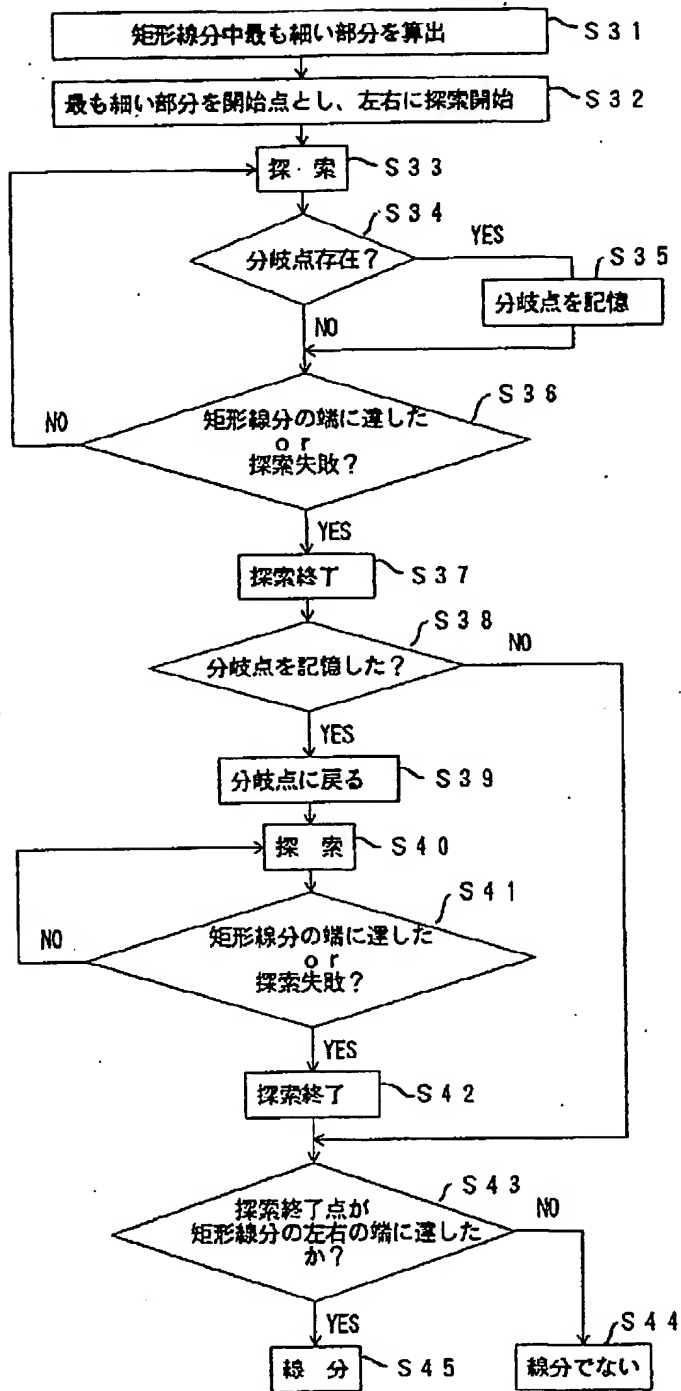 矩形線分中最も細い部分を算出 S31
最も細い部分を開始点とし、左右に探索開始 S32
探 索 S33
S34
分岐点存在？
YES
S35
分岐点を記憶
NO
S36
矩形線分の端に達した
or
探索失敗？
NO
YES
探索終了 S37
S38
分岐点を記憶した？
NO
YES
分岐点に戻る S39
探 索 S40
S41
矩形線分の端に達した
or
探索失敗？
NO
YES
探索終了 S42
S43
探索終了点が
矩形線分の左右の端に達した
か？
NO
YES
S44
線 分 S45
線分でない